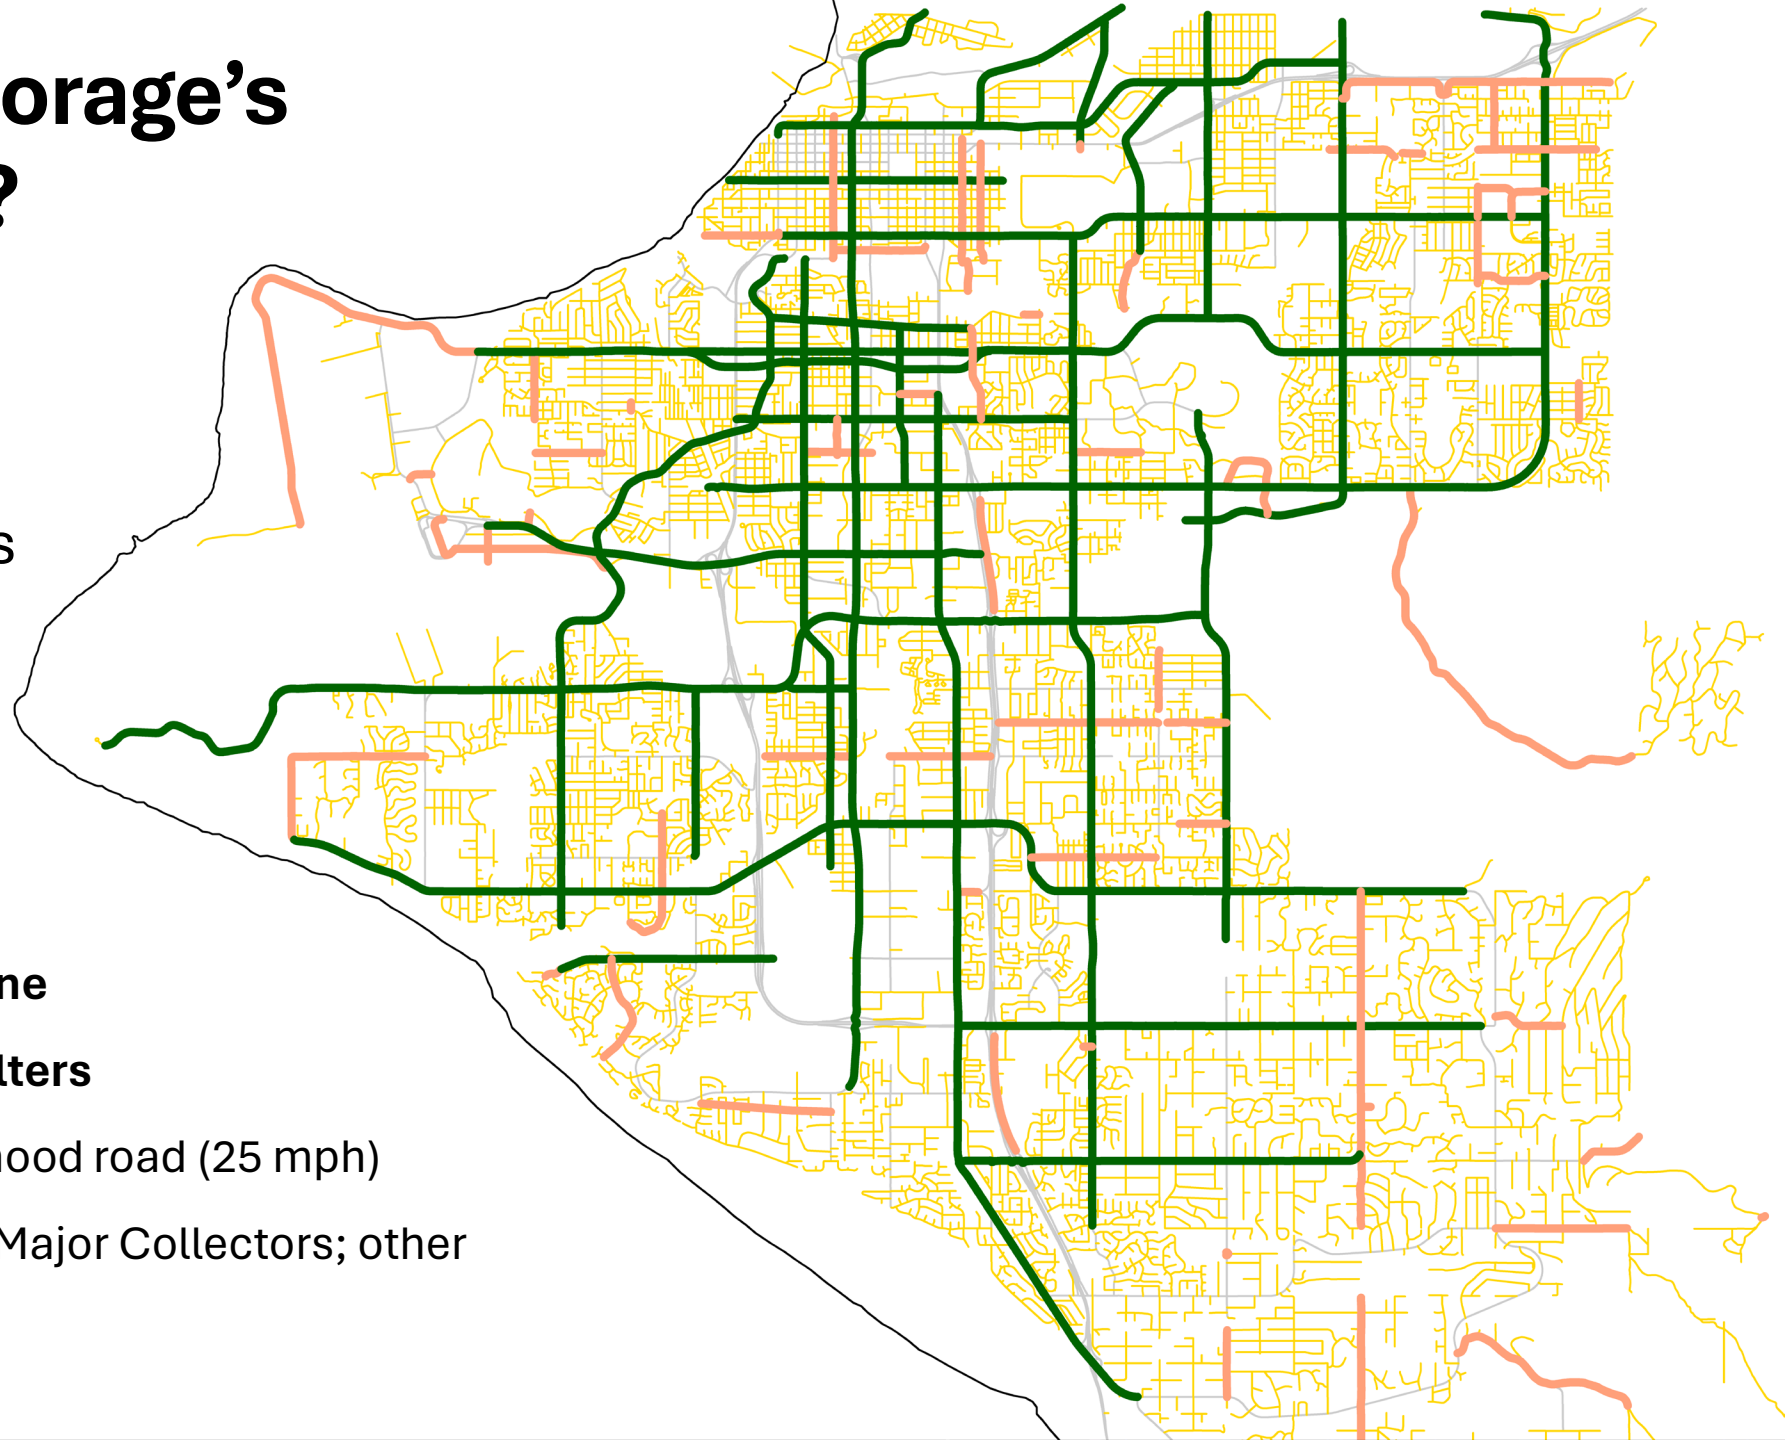 orage’s
?
s
ne
lters
ood road (25 mph)
Major Collectors; other